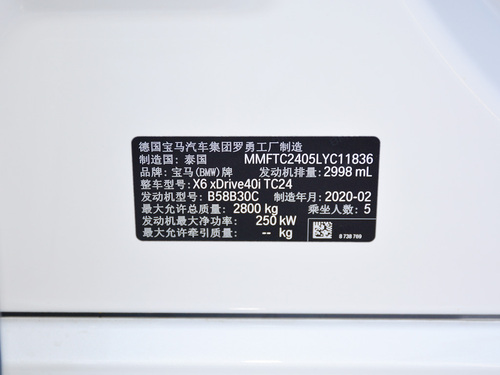 德国宝马汽车集团罗勇工厂制造
制造国: 泰国 MMFTC2405LYC11836
品牌: 宝马(BMW)牌 发动机排量: 2998 mL
整车型号: X6 xDrive40i TC24
发动机型号: B58B30C 制造年月: 2020-02
最大允许总质量: 2800 kg 乘坐人数: 5
发动机最大净功率: 250 kW
最大允许牵引质量: -- kg
8 738 769